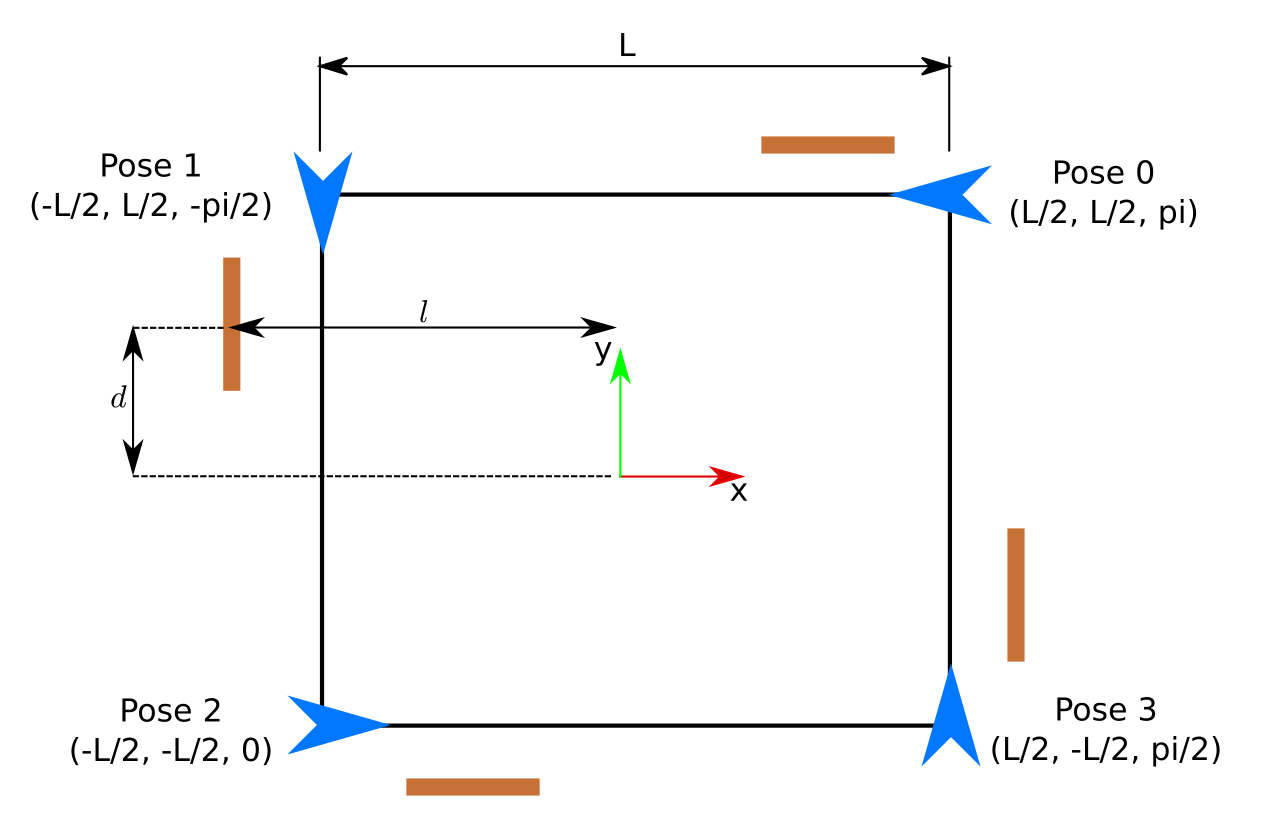 L
Pose 1
(-L/2, L/2, -pi/2)
Pose 0
(L/2, L/2, pi)
l
y
d
x
Pose 2
(-L/2, -L/2, 0)
Pose 3
(L/2, -L/2, pi/2)